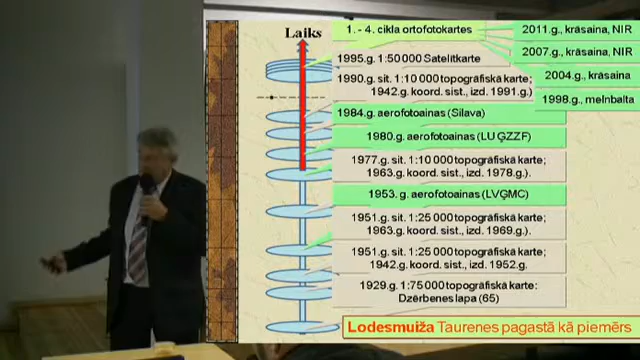 Laiks
1. - 4. cikla ortofotokartes
2011.g., krāsaina, NIR
2007.g., krāsaina, NIR
2004.g., krāsaina
1998.g., melnbalta
1995.g. 1:50000 Satelītkarte
1990.g. sit. 1:10 000 topogrāfiskā karte;
1942.g. koord. sist., izd. 1991.g.)
1984.g. aerofotoainas (Silava)
1980.g. aerofotoainas (LU ĢZZF)
1977.g. sit. 1:10 000 topogrāfiskā karte;
1963.g. koord. sist., izd. 1978.g.).
1953. g. aerofotoainas (LVĢMC)
1951.g. sit. 1:25 000 topogrāfiskā karte;
1963.g. koord. sist., izd. 1969.g.).
1951.g. sit. 1:25 000 topogrāfiskā karte;
1942.g. koord. sist., izd. 1952.g.
1929.g. 1:75 000 topogrāfiskā karte:
Dzērbenes lapa (65)
Lodesmuiža Taurenes pagastā kā piemērs